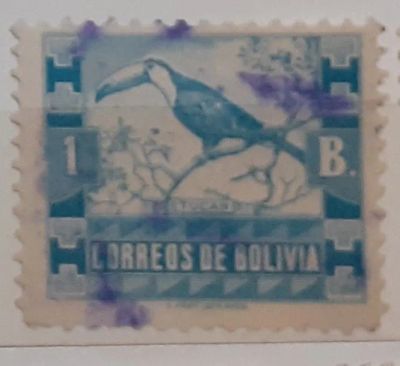 1 B.
TUCAN
CORREOS DE BOLIVIA